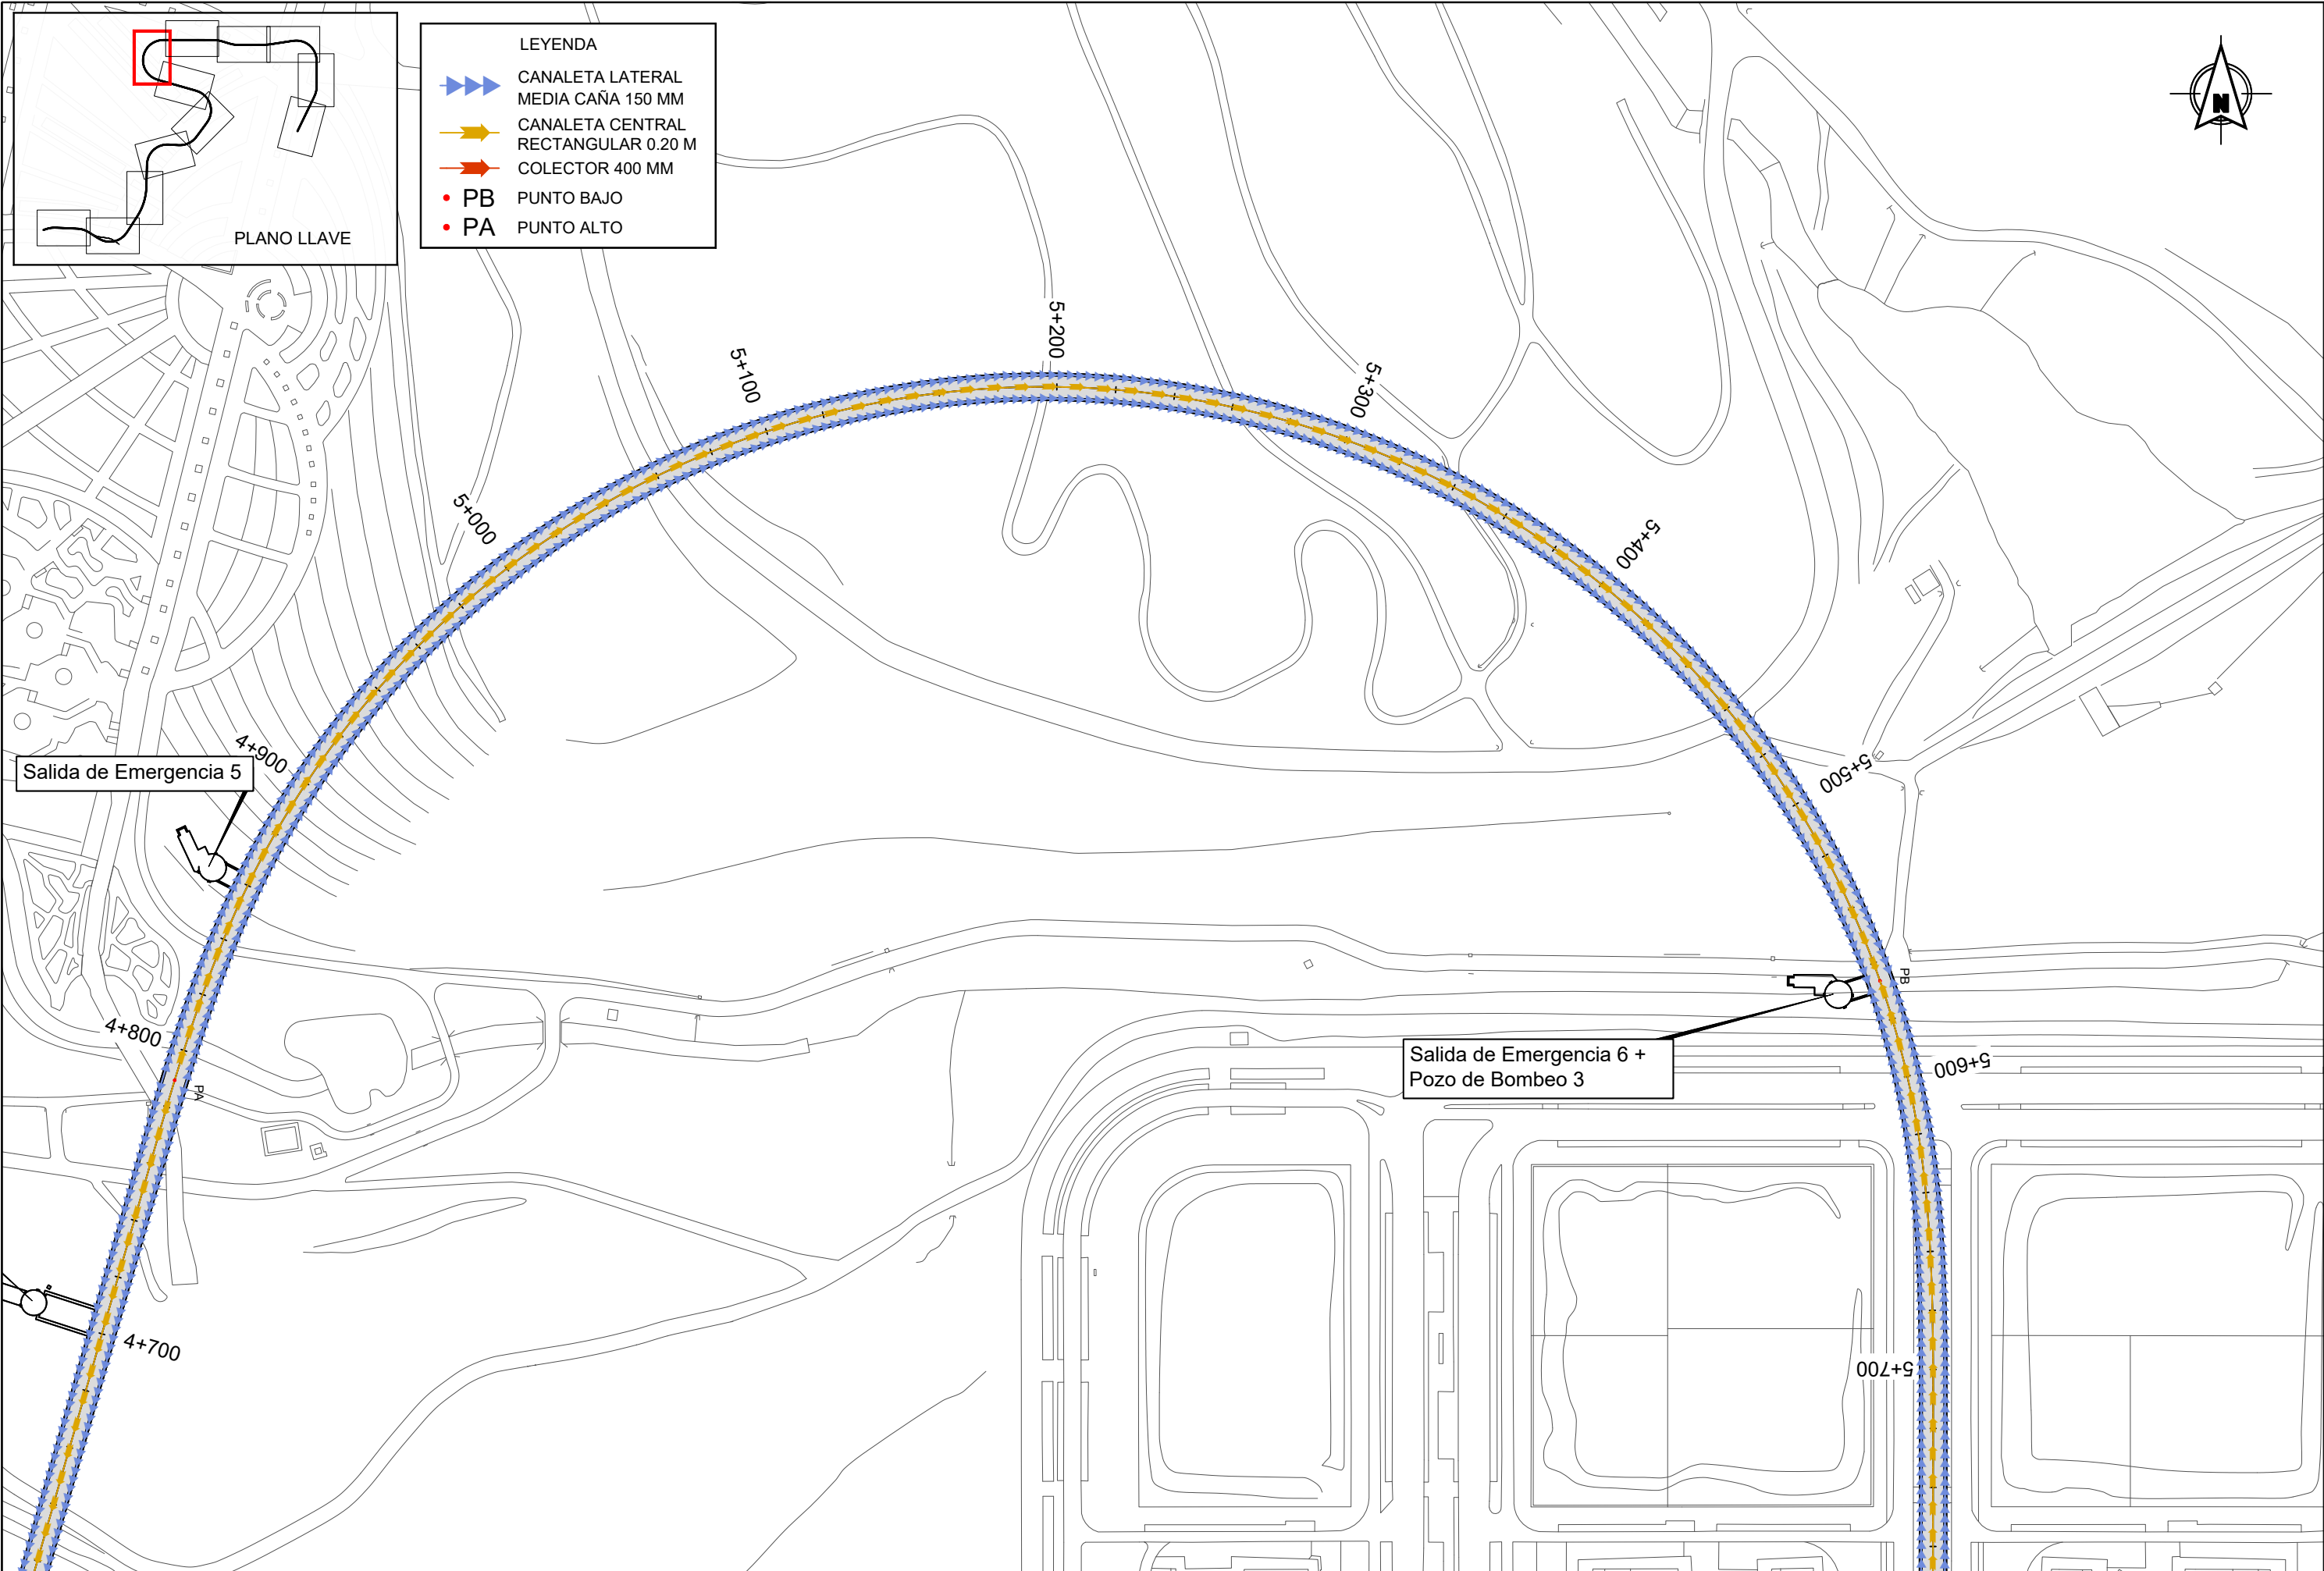 PLANO LLAVE
LEYENDA
CANALETA LATERAL
MEDIA CAÑA 150 MM
CANALETA CENTRAL
RECTANGULAR 0.20 M
COLECTOR 400 MM
PB PUNTO BAJO
PA PUNTO ALTO
N
5+200
5+100
5+300
5+000
5+400
4+900
5+500
Salida de Emergencia 5
PB
4+800
Salida de Emergencia 6 +
Pozo de Bombeo 3
5+600
PA
4+700
5+700